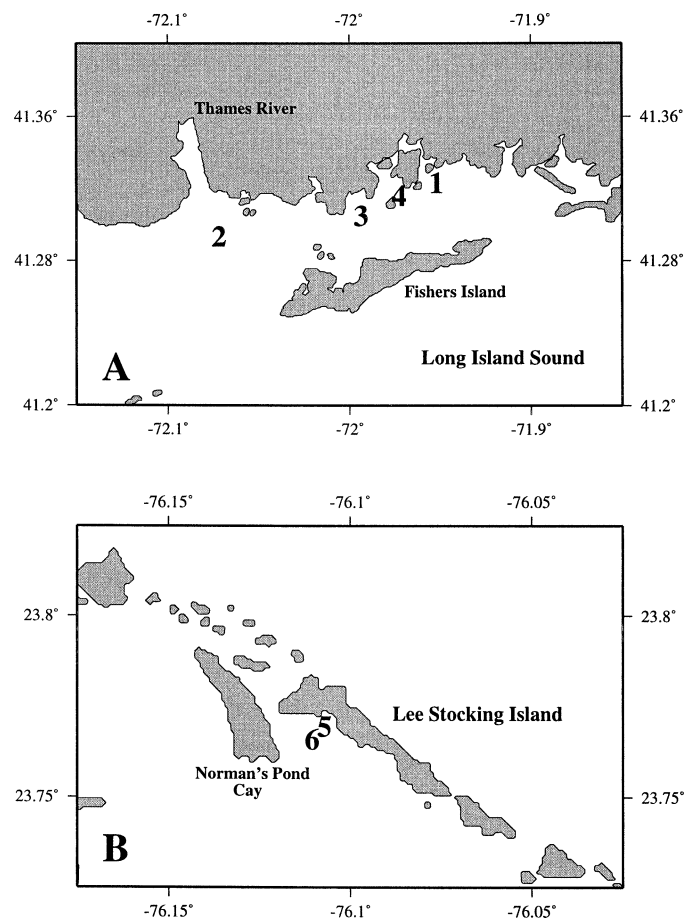 -72.1° -72° -71.9°
Thames River
41.36° 41.36°
1
4
3
2
41.28° 41.28°
Fishers Island
Long Island Sound
A
41.2° 41.2°
-72.1° -72° -71.9°
-76.15° -76.1° -76.05°
23.8° 23.8°
Lee Stocking Island
5
6
Norman's Pond
Cay
23.75° 23.75°
B
-76.15° -76.1° -76.05°